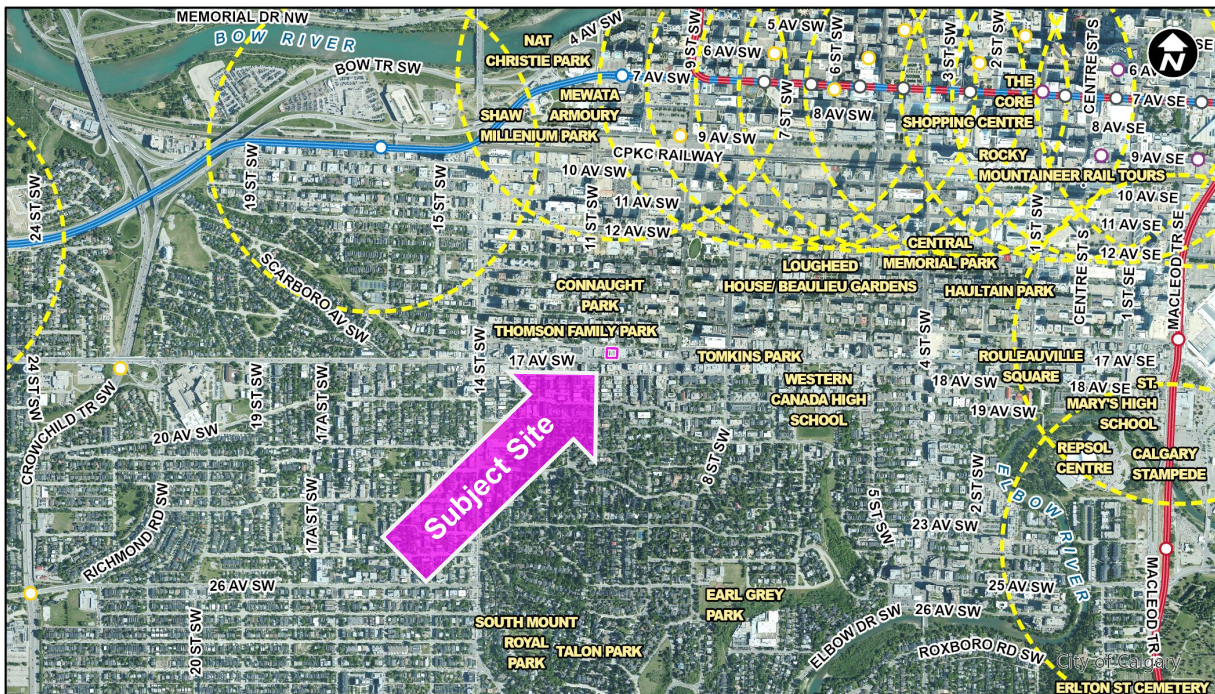 MEMORIAL DR NW
BOW RIVER
BOW TR SW
NAT
CHRISTIE PARK
4 AV SW
5 AV SW
6 AV SW
9 ST SW
7 AV SW
6 ST SW
3 ST SW
2 ST SW
CENTRE ST S
N
7 AV SE
THE
CORE
SHOPPING CENTRE
MEWATA
ARMOURY
SHAW
MILLENIUM PARK
7 ST SW
8 AV SW
8 AV SE
9 AV SW
9 AV SE
CPKC RAILWAY
ROCKY
MOUNTAINEER RAIL TOURS
24 ST SW
19 ST SW
15 ST SW
10 AV SW
11 AV SW
11 ST SW
12 AV SW
10 AV SE
11 AV SE
12 AV SE
1 ST SW
CENTRE ST S
1 ST SE
MACLEOD TR SE
CENTRAL
MEMORIAL PARK
LOUGHEED
HOUSE/ BEAULIEU GARDENS
HAULTAIN PARK
SCARBORO AV SW
CONNAUGHT
PARK
THOMSON FAMILY PARK
17 AV SW
14 ST SW
TOMKINS PARK
4 ST SW
ROULEAUVILLE
SQUARE
17 AV SE
18 AV SW
18 AV SE
19 AV SW
ST.
MARY'S HIGH
SCHOOL
WESTERN
CANADA HIGH
SCHOOL
24 ST SW
CROWCHILD TR SW
19 ST SW
17A ST SW
20 AV SW
8 ST SW
REPSOL
CENTRE
CALGARY
STAMPEDE
Subject Site
ELBOW RIVER
RICHMOND RD SW
17A ST SW
5 ST SW
2 ST SW
23 AV SW
26 AV SW
25 AV SW
EARL GREY
PARK
26 AV SW
MACLEOD TR S
20 ST SW
SOUTH MOUNT
ROYAL
PARK
TALON PARK
ELBOW DR SW
ROXBORO RD SW
City of Calgary
ERLTON ST CEMETERY